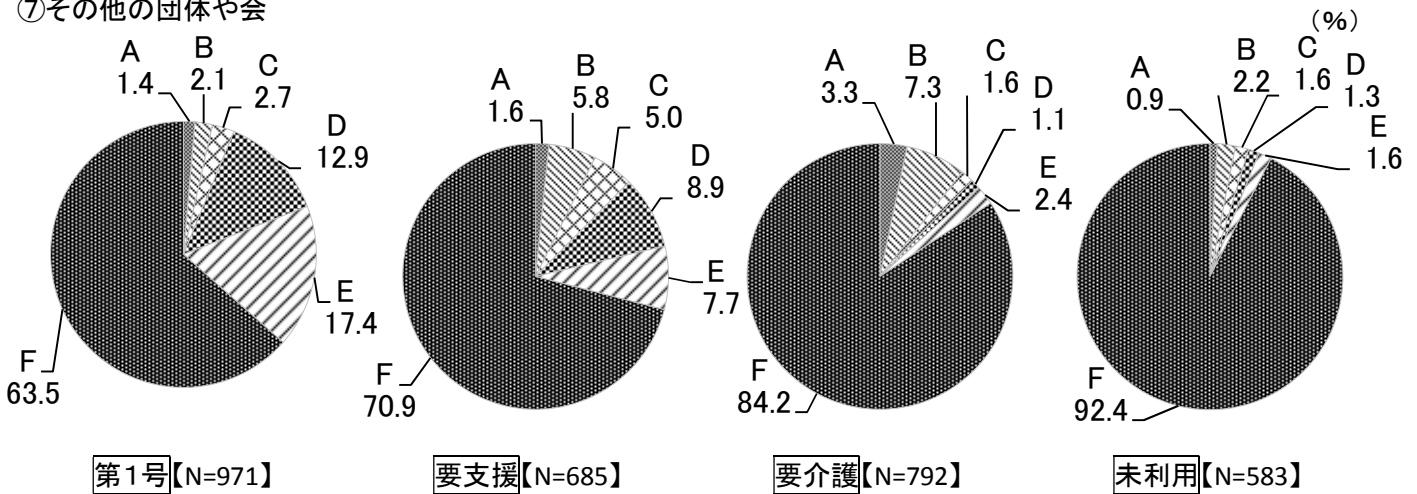 ⑦その他の団体や会
(%)
A
1.4
B
2.1
C
2.7
D
12.9
E
17.4
F
63.5
第1号【N=971】
A
1.6
B
5.8
C
5.0
D
8.9
E
7.7
F
70.9
要支援【N=685】
A
3.3
B
7.3
C
1.6
D
1.1
E
2.4
F
84.2
要介護【N=792】
A
0.9
B
2.2
C
1.6
D
1.3
E
1.6
F
92.4
未利用【N=583】